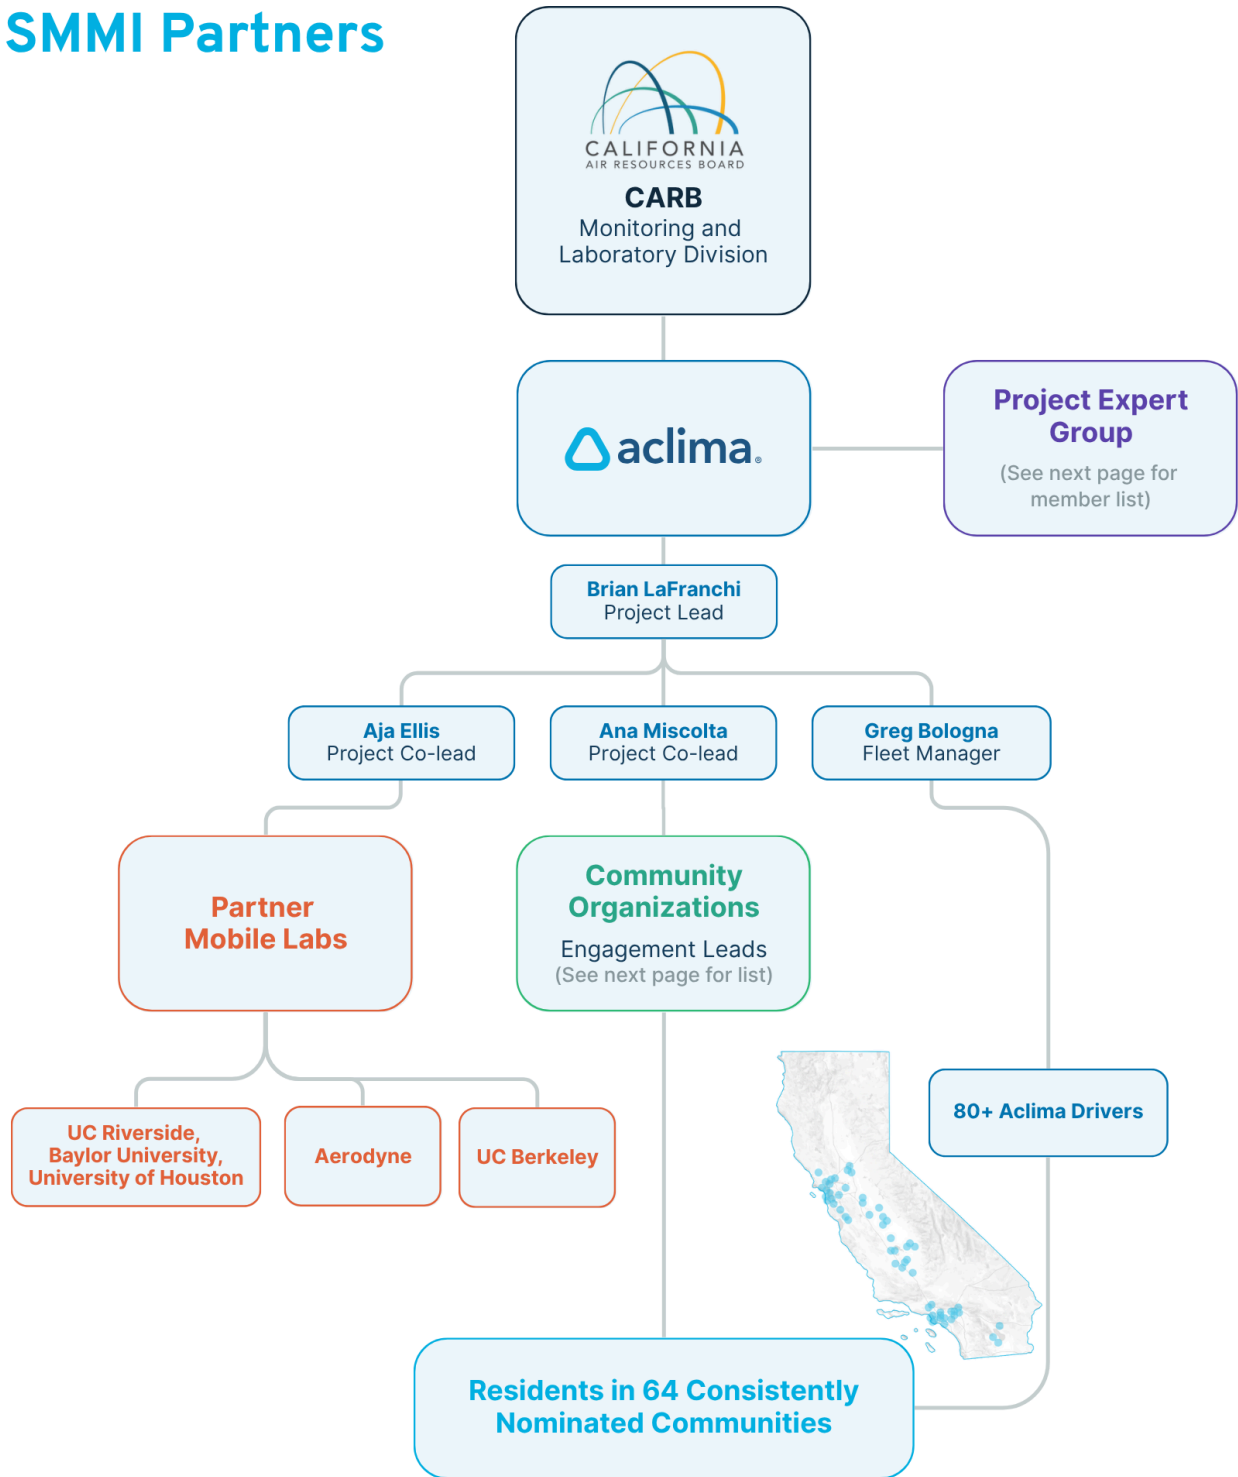 SMMI Partners
CALIFORNIA
AIR RESOURCES BOARD
CARB
Monitoring and
Laboratory Division
aclima®
Project Expert
Group
(See next page for
member list)
Brian LaFranchi
Project Lead
Aja Ellis
Project Co-lead
Ana Miscolta
Project Co-lead
Greg Bologna
Fleet Manager
Partner
Mobile Labs
Community
Organizations
Engagement Leads
(See next page for list)
UC Riverside,
Baylor University,
University of Houston
Aerodyne
UC Berkeley
80+ Aclima Drivers
Residents in 64 Consistently
Nominated Communities